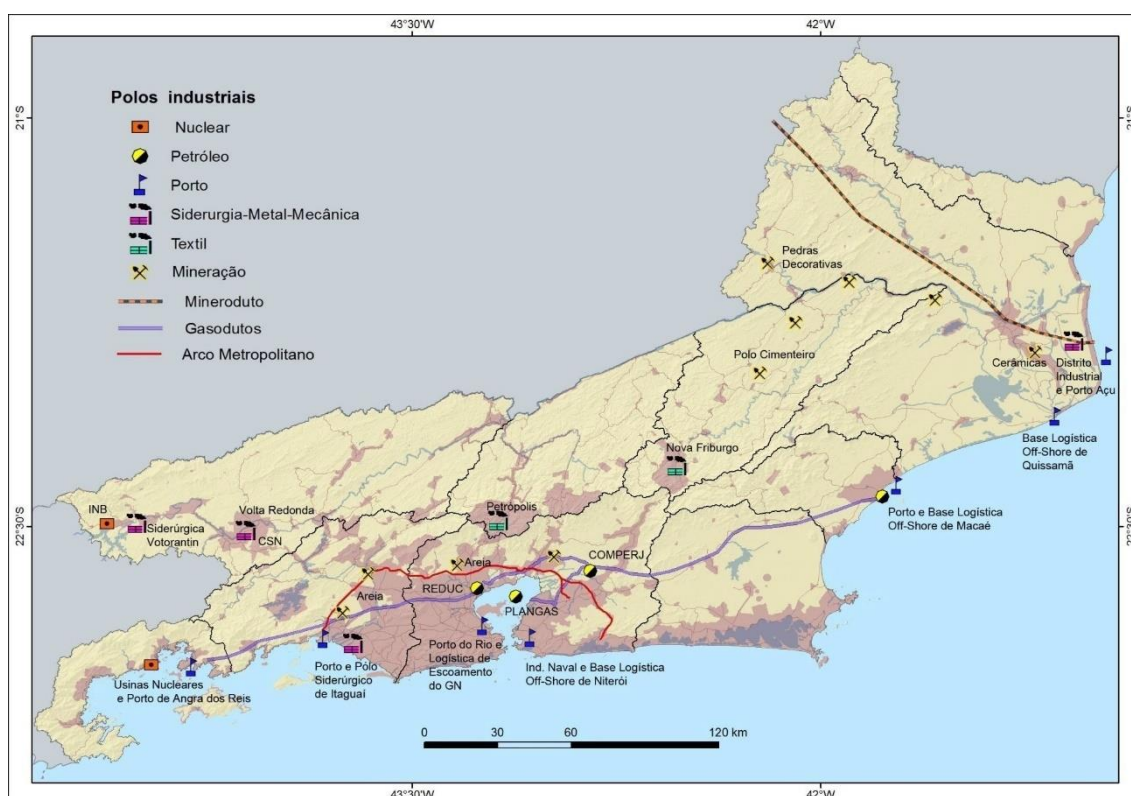 43°30'W
42°W
21°S
21°S
Polos industriais
Nuclear
Petróleo
Porto
Siderurgia-Metal-Mecânica
Textil
Mineração
Mineroduto
Gasodutos
Arco Metropolitano
Pedras
Decorativas
Polo Cimenteiro
Cerâmicas
Distrito
Industrial
e Porto Açu
Base Logística
Off-Shore de
Quissamã
Nova Friburgo
Petrópolis
Volta Redonda
INB
Siderúrgica
Votorantin
CSN
22°30'S
22°30'S
Porto e Base Logística
Off-Shore de Macaé
COMPERJ
Areia
REDUC
PLANGAS
Areia
Porto e Pólo
Siderúrgico
de Itaguaí
Porto do Rio e
Logística de
Escoamento
do GN
Ind. Naval e Base Logística
Off-Shore de Niterói
Usinas Nucleares
e Porto de Angra dos Reis
0 30 60 120 km
43°30'W
42°W